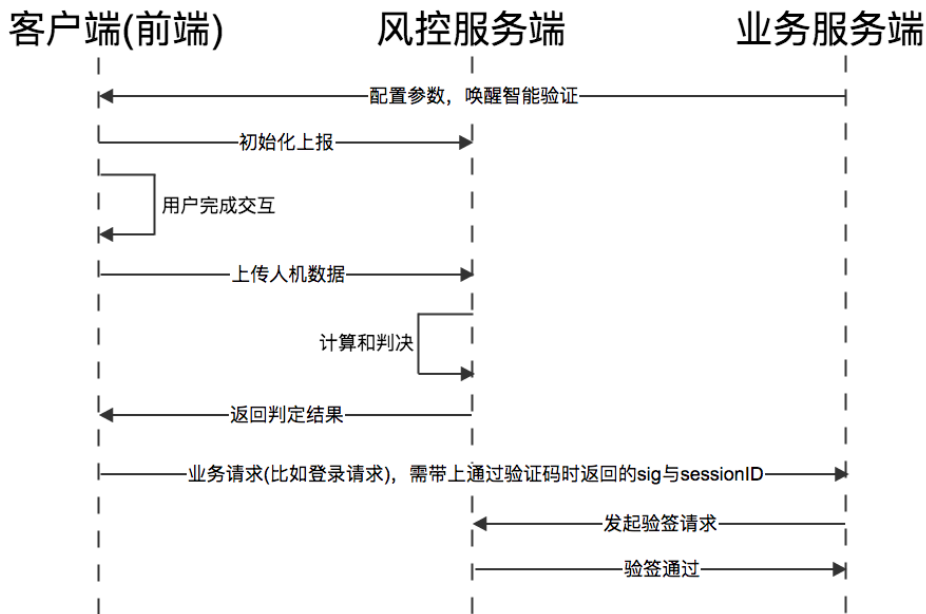 客户端(前端)
风控服务端
业务服务端
配置参数，唤醒智能验证
初始化上报
用户完成交互
上传人机数据
计算和判决
返回判定结果
业务请求(比如登录请求)，需带上通过验证码时返回的sig与sessionID
发起验签请求
验签通过